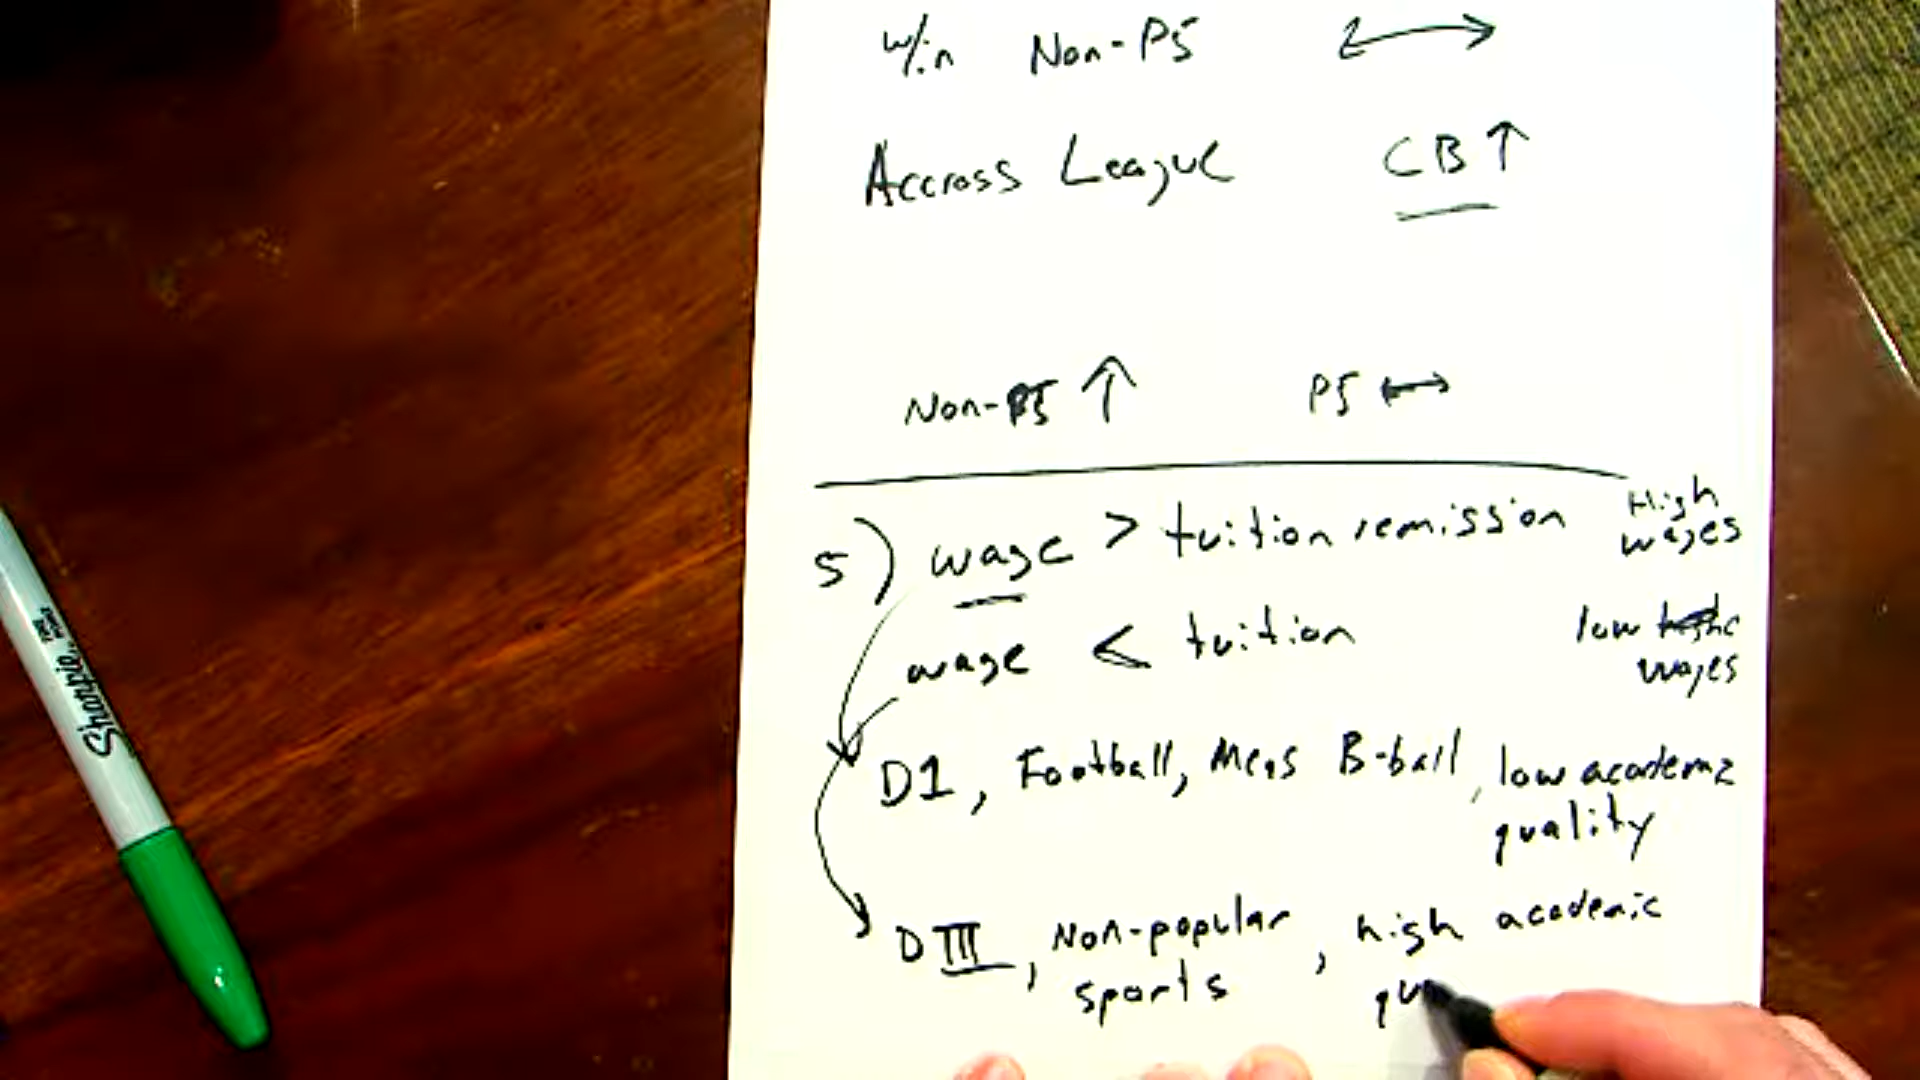 w/in Non-P5 ↔
Accross League CB↑
Non-P5 ↑ P5 ↔
5) wage > tuition remission High wages
wage < tuition low wages
D1, Football, Mens B-ball, low academic quality
DIII, Non-popular sports, high academic
qu
Sharpie